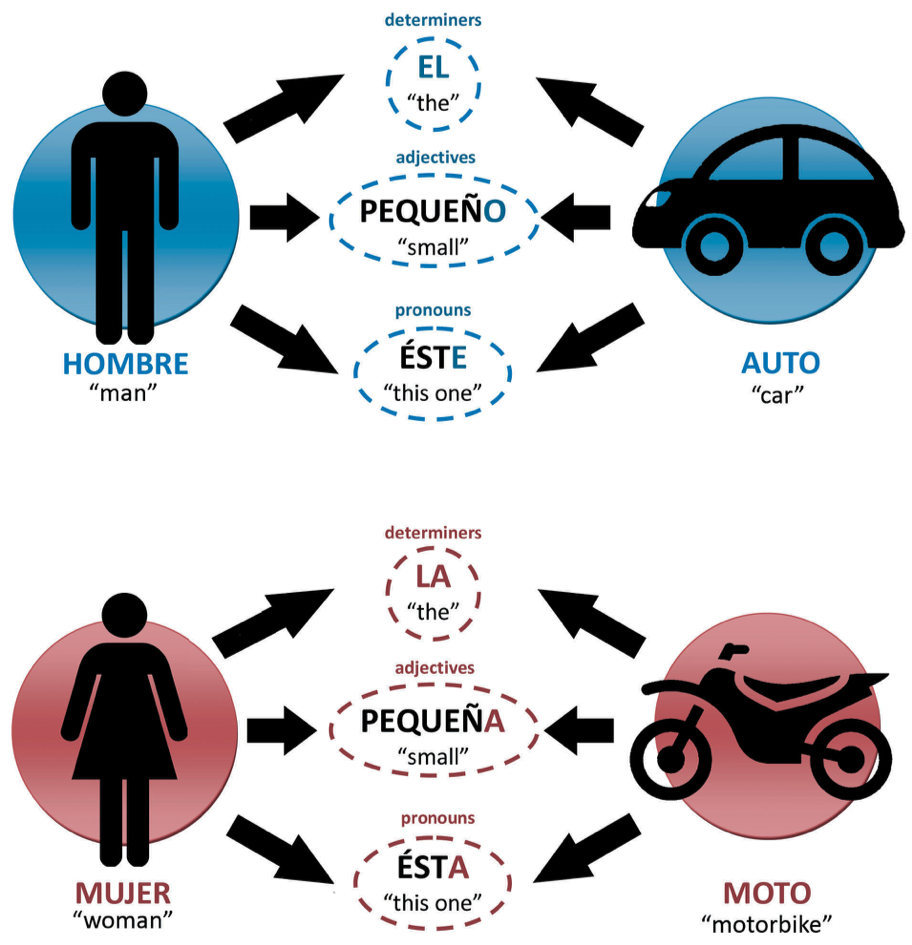 determiners
EL
“the”
adjectives
PEQUEÑO
“small”
pronouns
ÉSTE
“this one”
HOMBRE
“man”
AUTO
“car”
determiners
LA
“the”
adjectives
PEQUEÑA
“small”
pronouns
ÉSTA
“this one”
MUJER
“woman”
MOTO
“motorbike”